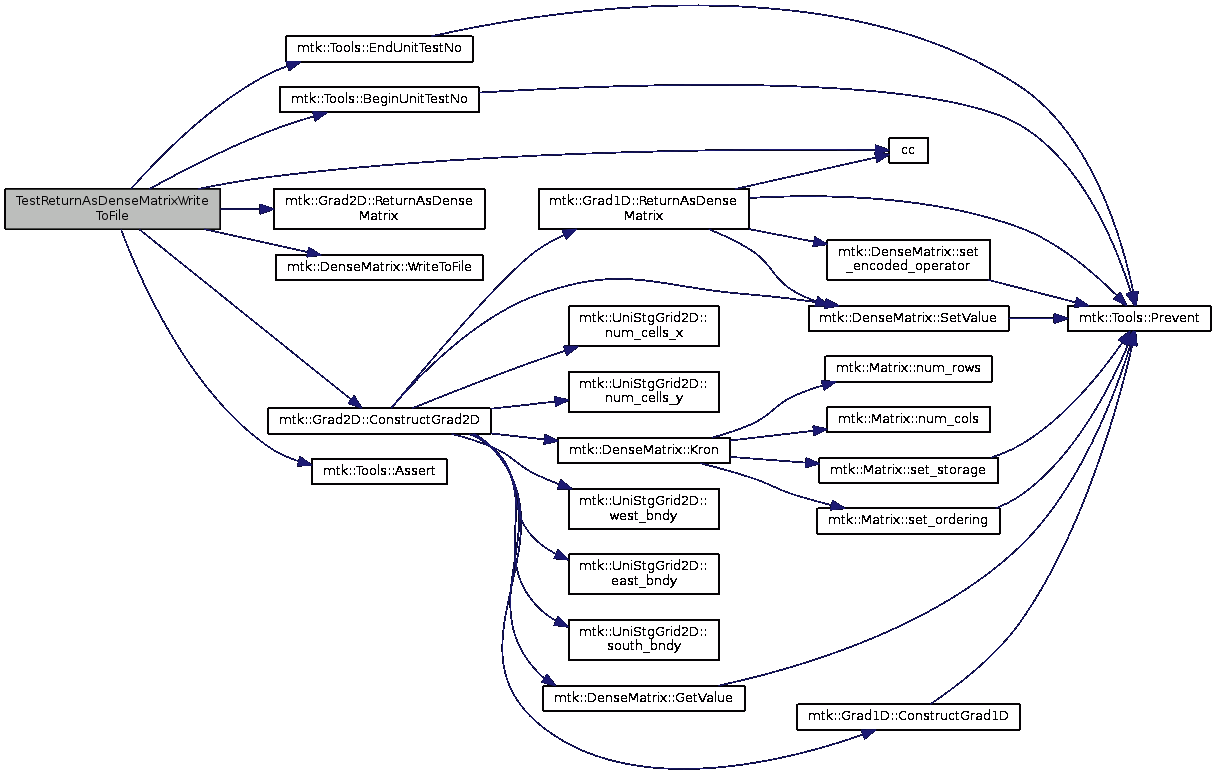 mtk::Tools::EndUnitTestNo
mtk::Tools::BeginUnitTestNo
cc
TestReturnAsDenseMatrixWrite
ToFile
mtk::Grad2D::ReturnAsDense
Matrix
mtk::Grad1D::ReturnAsDense
Matrix
mtk::DenseMatrix::set
_encoded_operator
mtk::DenseMatrix::WriteToFile
mtk::UniStgGrid2D::
num_cells_x
mtk::DenseMatrix::SetValue
mtk::Tools::Prevent
mtk::Matrix::num_rows
mtk::UniStgGrid2D::
num_cells_y
mtk::Grad2D::ConstructGrad2D
mtk::Matrix::num_cols
mtk::DenseMatrix::Kron
mtk::Tools::Assert
mtk::Matrix::set_storage
mtk::UniStgGrid2D::
west_bndy
mtk::Matrix::set_ordering
mtk::UniStgGrid2D::
east_bndy
mtk::UniStgGrid2D::
south_bndy
mtk::DenseMatrix::GetValue
mtk::Grad1D::ConstructGrad1D